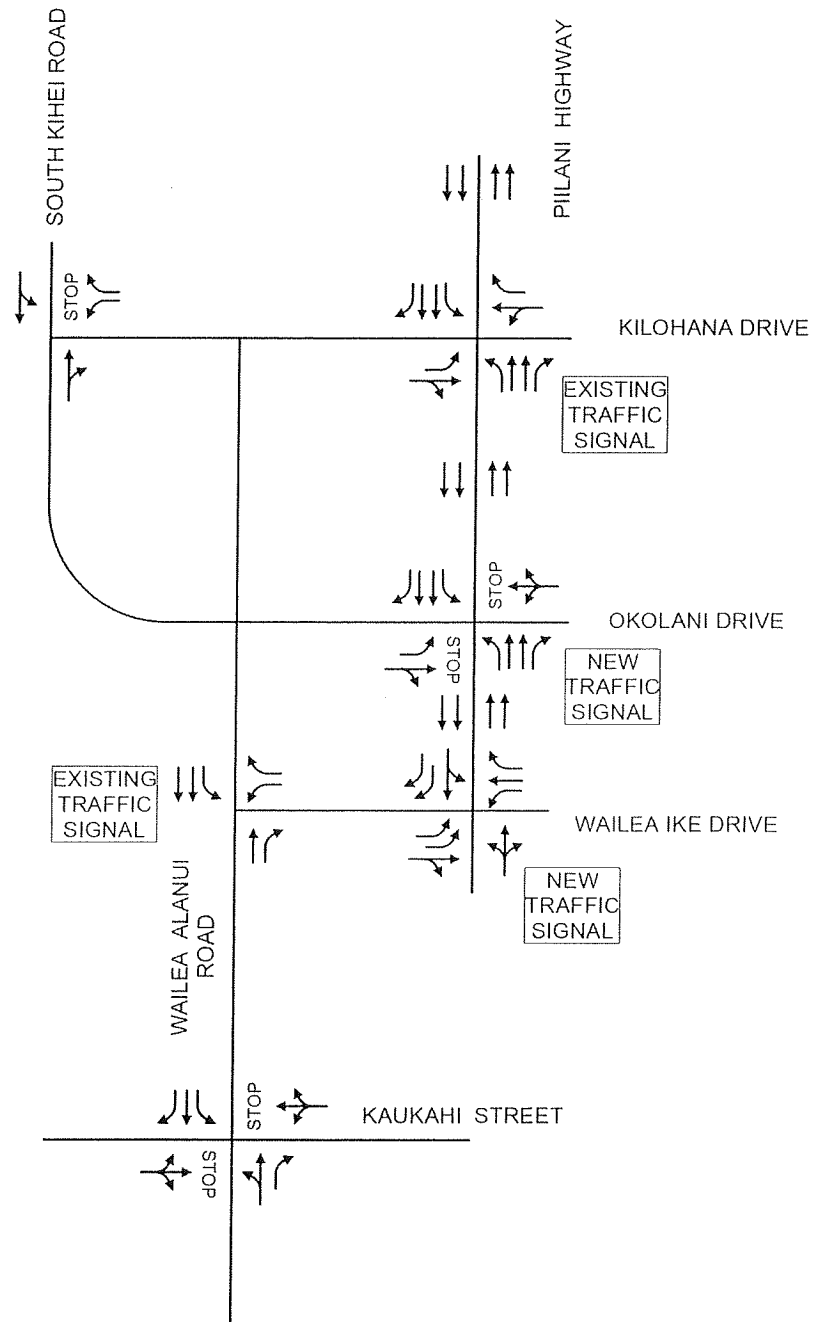 SOUTH KIHEI ROAD
PIILANI HIGHWAY
STOP
KILOHANA DRIVE
EXISTING
TRAFFIC
SIGNAL
STOP
OKOLANI DRIVE
STOP
NEW
TRAFFIC
SIGNAL
EXISTING
TRAFFIC
SIGNAL
WAILEA IKE DRIVE
NEW
TRAFFIC
SIGNAL
WAILEA ALANUI
ROAD
STOP
KAUKAHI STREET
STOP